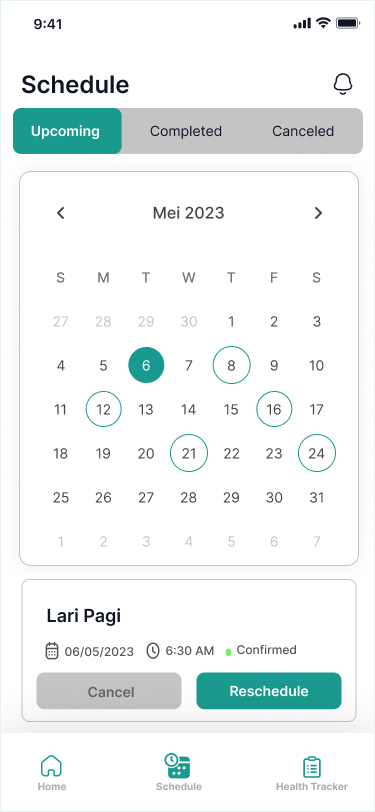 9:41
Schedule
Upcoming Completed Canceled
Mei 2023
S M T W T F S
27 28 29 30 1 2 3
4 5 6 7 8 9 10
11 12 13 14 15 16 17
18 19 20 21 22 23 24
25 26 27 28 29 30 31
1 2 3 4 5 6 7
Lari Pagi
06/05/2023 6:30 AM Confirmed
Cancel Reschedule
Home Schedule Health Tracker